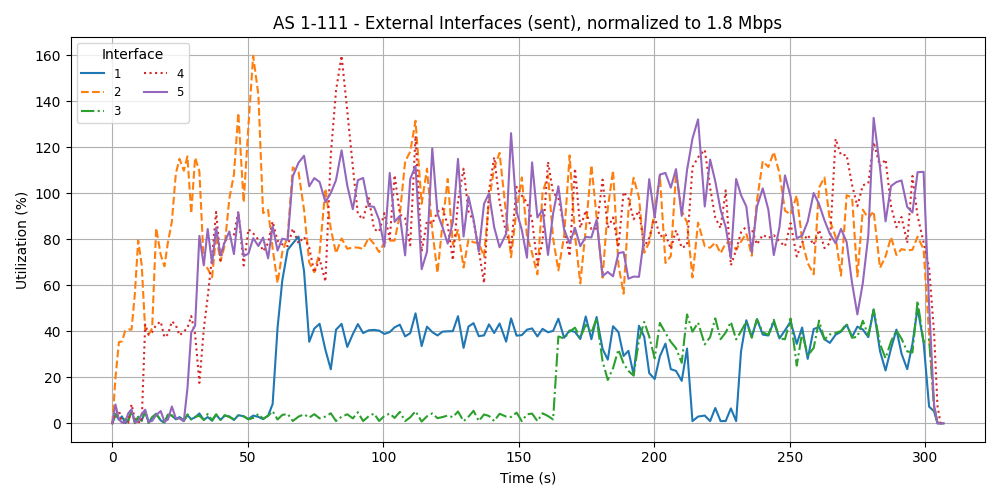 AS 1-111 - External Interfaces (sent), normalized to 1.8 Mbps
Interface
1 4
2 5
3
160
140
120
100
80
60
40
20
0
Utilization (%)
0 50 100 150 200 250 300
Time (s)